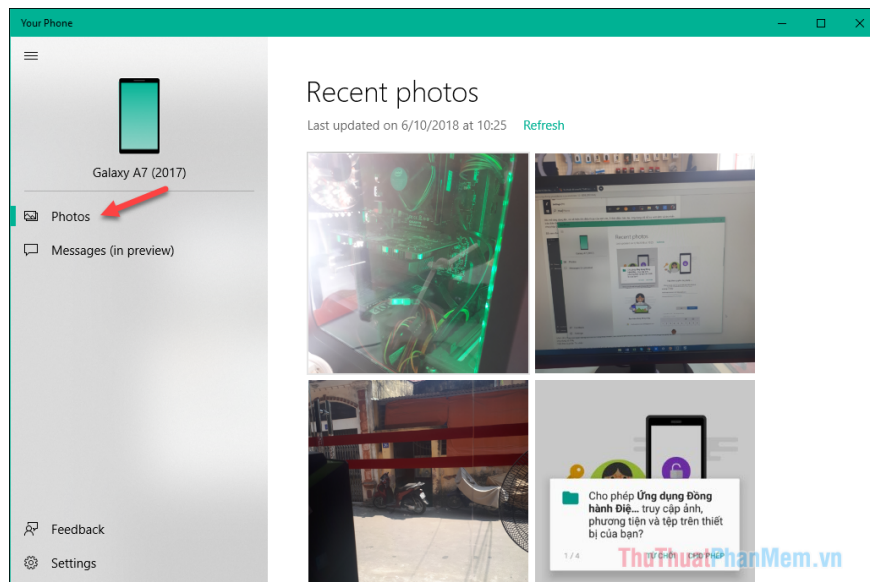 Your Phone
Galaxy A7 (2017)
Photos
Messages (in preview)
Feedback
Settings
Recent photos
Last updated on 6/10/2018 at 10:25 Refresh
Recent photos
Cho phép Ứng dụng Đồng
hành Điệ... truy cập ảnh,
phương tiện và tệp trên thiết
bị của bạn?
1/4 TỪ CHỐI CHO PHÉP
ThuThuatPhanMem.vn